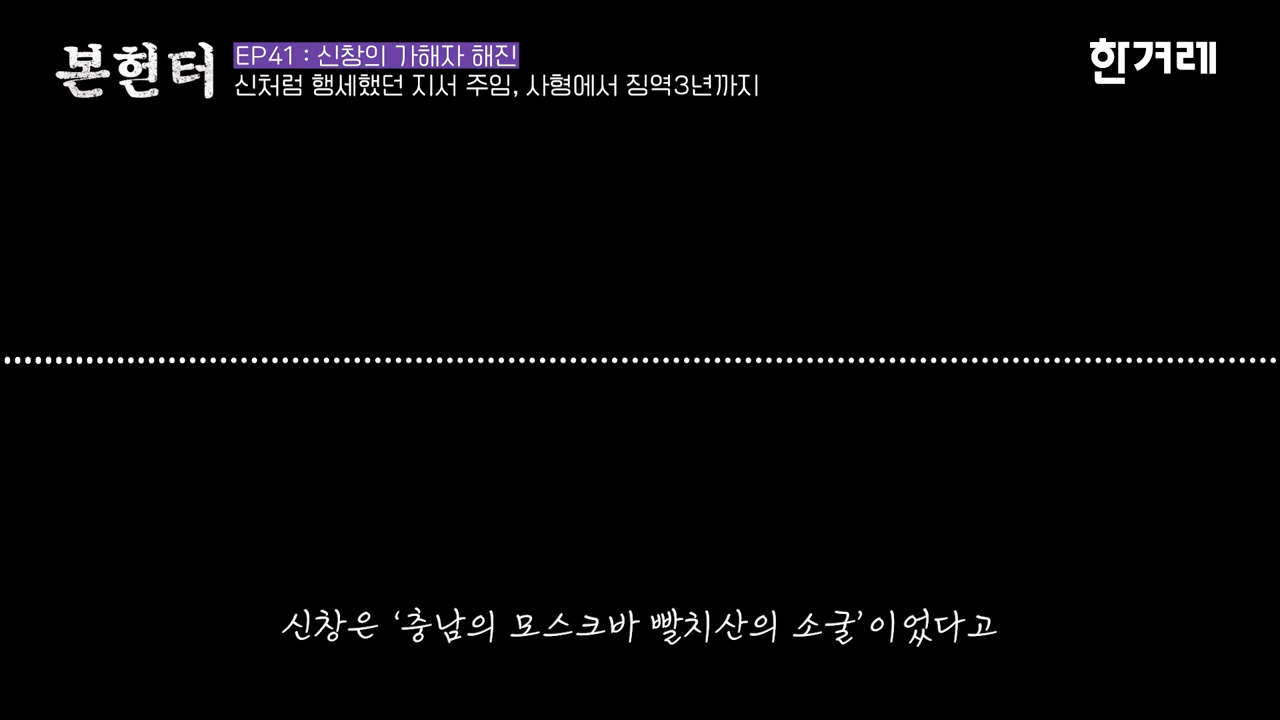 본헌터
EP41 : 신창의 가해자 해진
신처럼 행세했던 지서 주임, 사형에서 징역3년까지
한겨레
신창은 ‘충남의 모스크바 빨치산의 소굴’이었다고